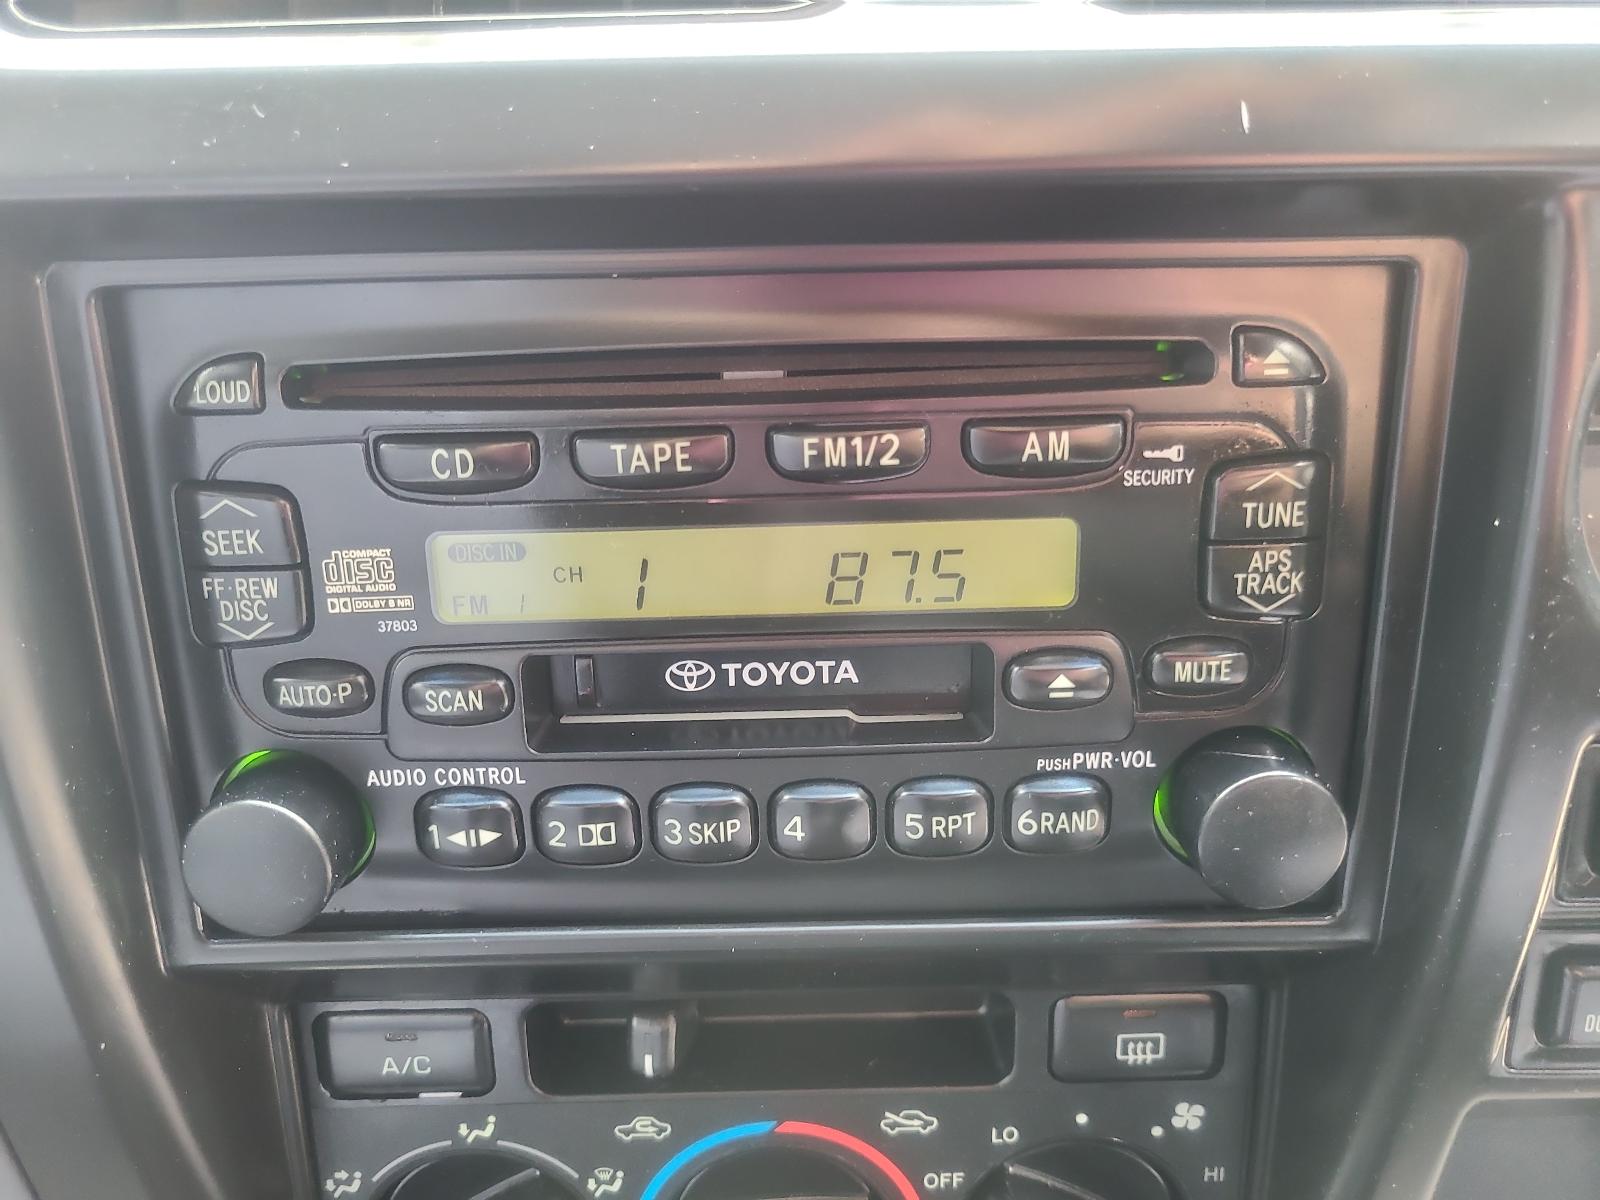 LOUD
CD
TAPE
FM1/2
AM
SECURITY
SEEK
FF·REW
DISC
TUNE
APS
TRACK
COMPACT
disc
DIGITAL AUDIO
DOLBY B NR
37803
DISC IN
CH 1 87.5
FM 1
AUTO·P
SCAN
TOYOTA
MUTE
AUDIO CONTROL
PUSH PWR·VOL
1
2
3 SKIP
4
5 RPT
6 RAND
A/C
LO
OFF
HI